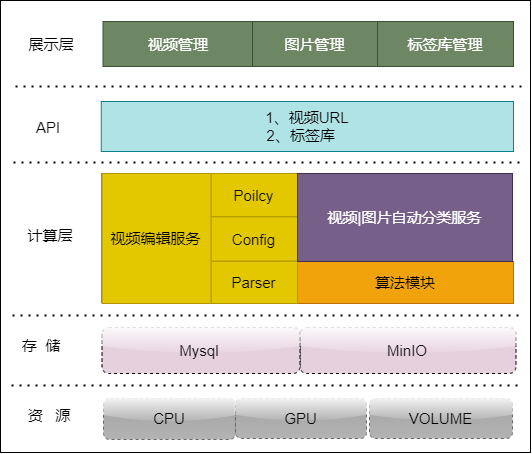 展示层
视频管理
图片管理
标签库管理
API
1、视频URL
2、标签库
计算层
视频编辑服务
Poilcy
Config
Parser
视频|图片自动分类服务
算法模块
存 储
Mysql
MinIO
资 源
CPU
GPU
VOLUME